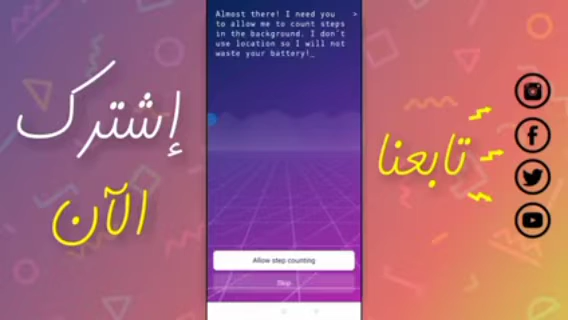 Almost there! I need you >
to allow me to count steps
in the background. I don't
use location so I will not
waste your battery!_
Allow step counting
Skip
إشترك
الآن
تابعنا